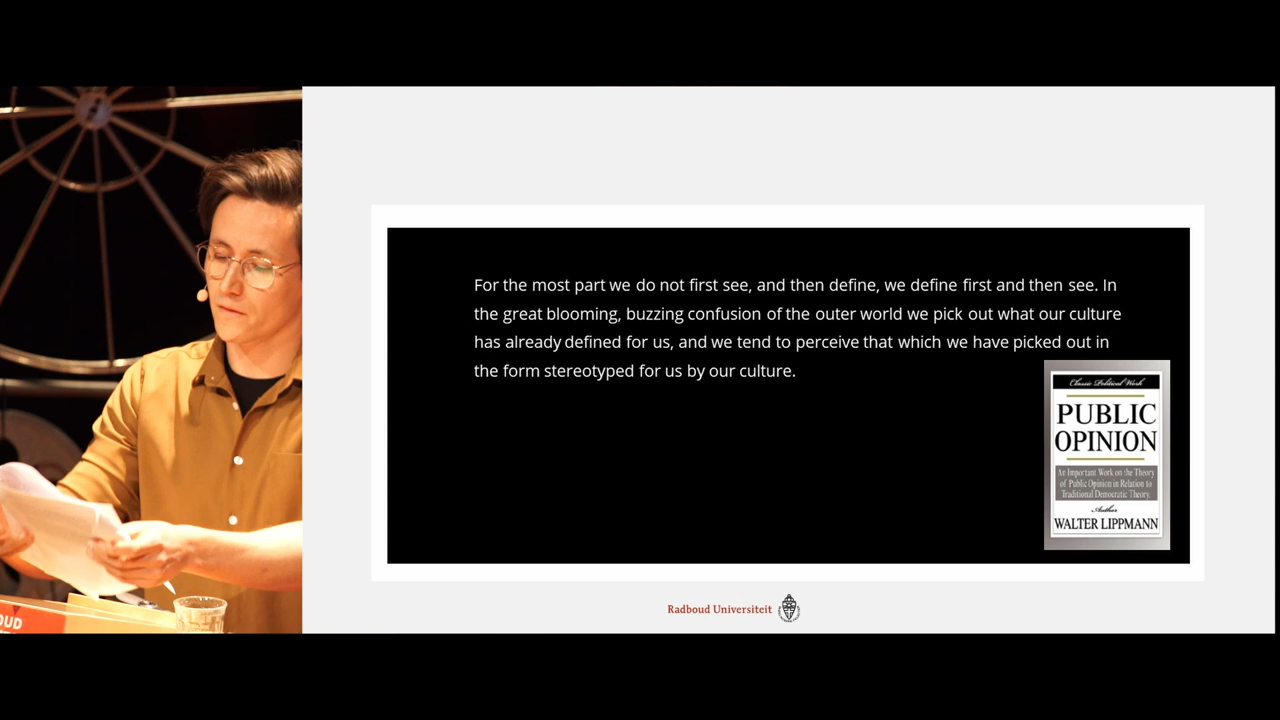 For the most part we do not first see, and then define, we define first and then see. In
the great blooming, buzzing confusion of the outer world we pick out what our culture
has already defined for us, and we tend to perceive that which we have picked out in
the form stereotyped for us by our culture.
Classic Political Work
PUBLIC
OPINION
An Important Work on the Theory
of Public Opinion in Relation to
Traditional Democratic Theory.
Author
WALTER LIPPMANN
Radboud Universiteit
OUD